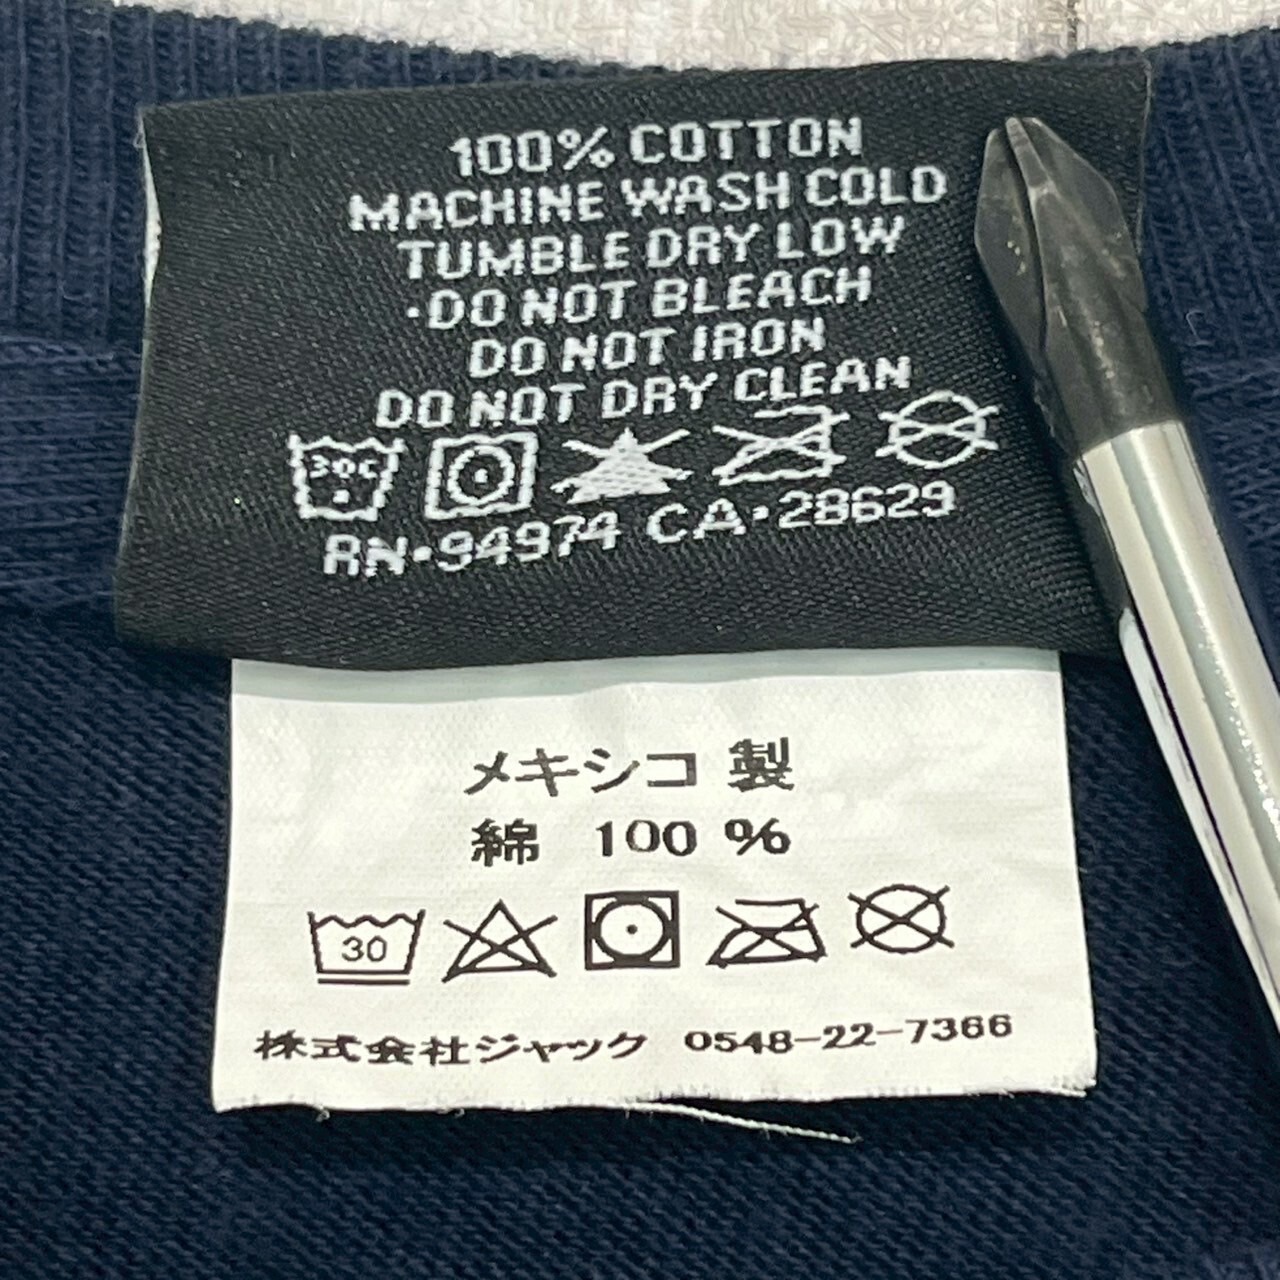 100% COTTON
MACHINE WASH COLD
TUMBLE DRY LOW
·DO NOT BLEACH
DO NOT IRON
DO NOT DRY CLEAN
30C
RN·94974 CA·28629
メキシコ 製
綿 100 %
30
株式会社ジャック 0548-22-7366